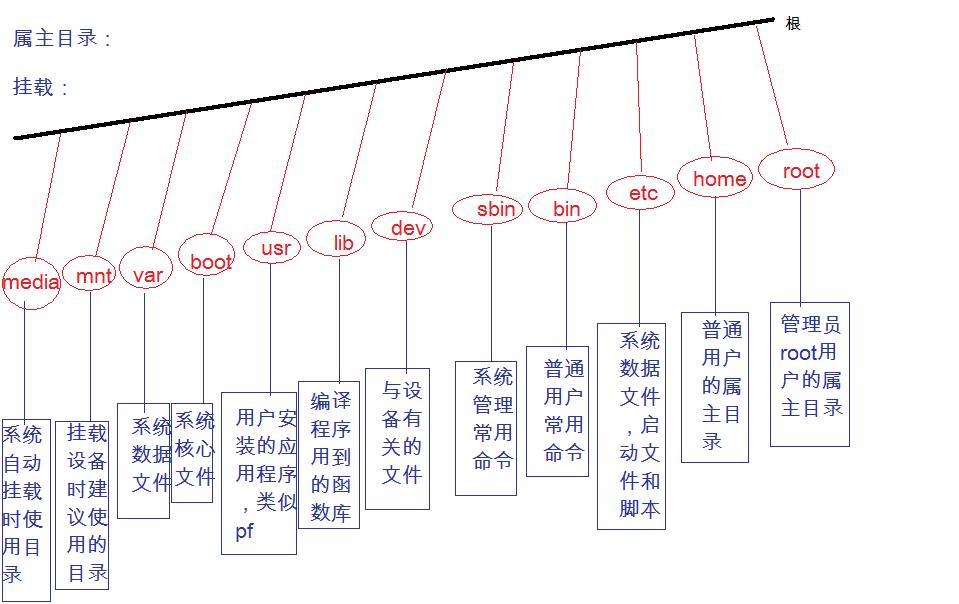 根
属主目录：
挂载：
media
mnt
var
boot
usr
lib
dev
sbin
bin
etc
home
root
系统
自动
挂载
时使
用目
录
挂载
设备
时建
议使
用的
目录
系统
数据
文件
系统
核心
文件
用户安
装的应
用程序
，类似
pf
编译
程序
用到
的函
数库
与设
备有
关的
文件
系统
管理
常用
命令
普通
用户
常用
命令
系统
数据
文件
，启
动文
件和
脚本
普通
用户
的属
主目
录
管理员
root用
户的属
主目录